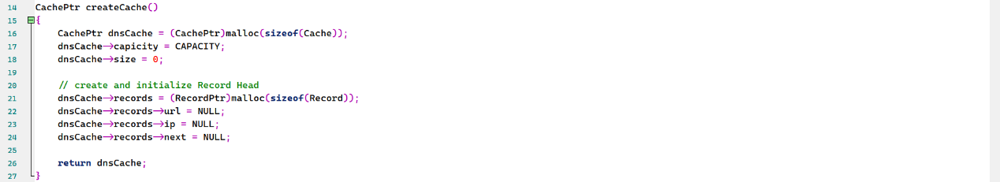 14 CachePtr createCache()
15 {
16 CachePtr dnsCache = (CachePtr)malloc(sizeof(Cache));
17 dnsCache->capicity = CAPACITY;
18 dnsCache->size = 0;
19
20 // create and initialize Record Head
21 dnsCache->records = (RecordPtr)malloc(sizeof(Record));
22 dnsCache->records->url = NULL;
23 dnsCache->records->ip = NULL;
24 dnsCache->records->next = NULL;
25
26 return dnsCache;
27 }